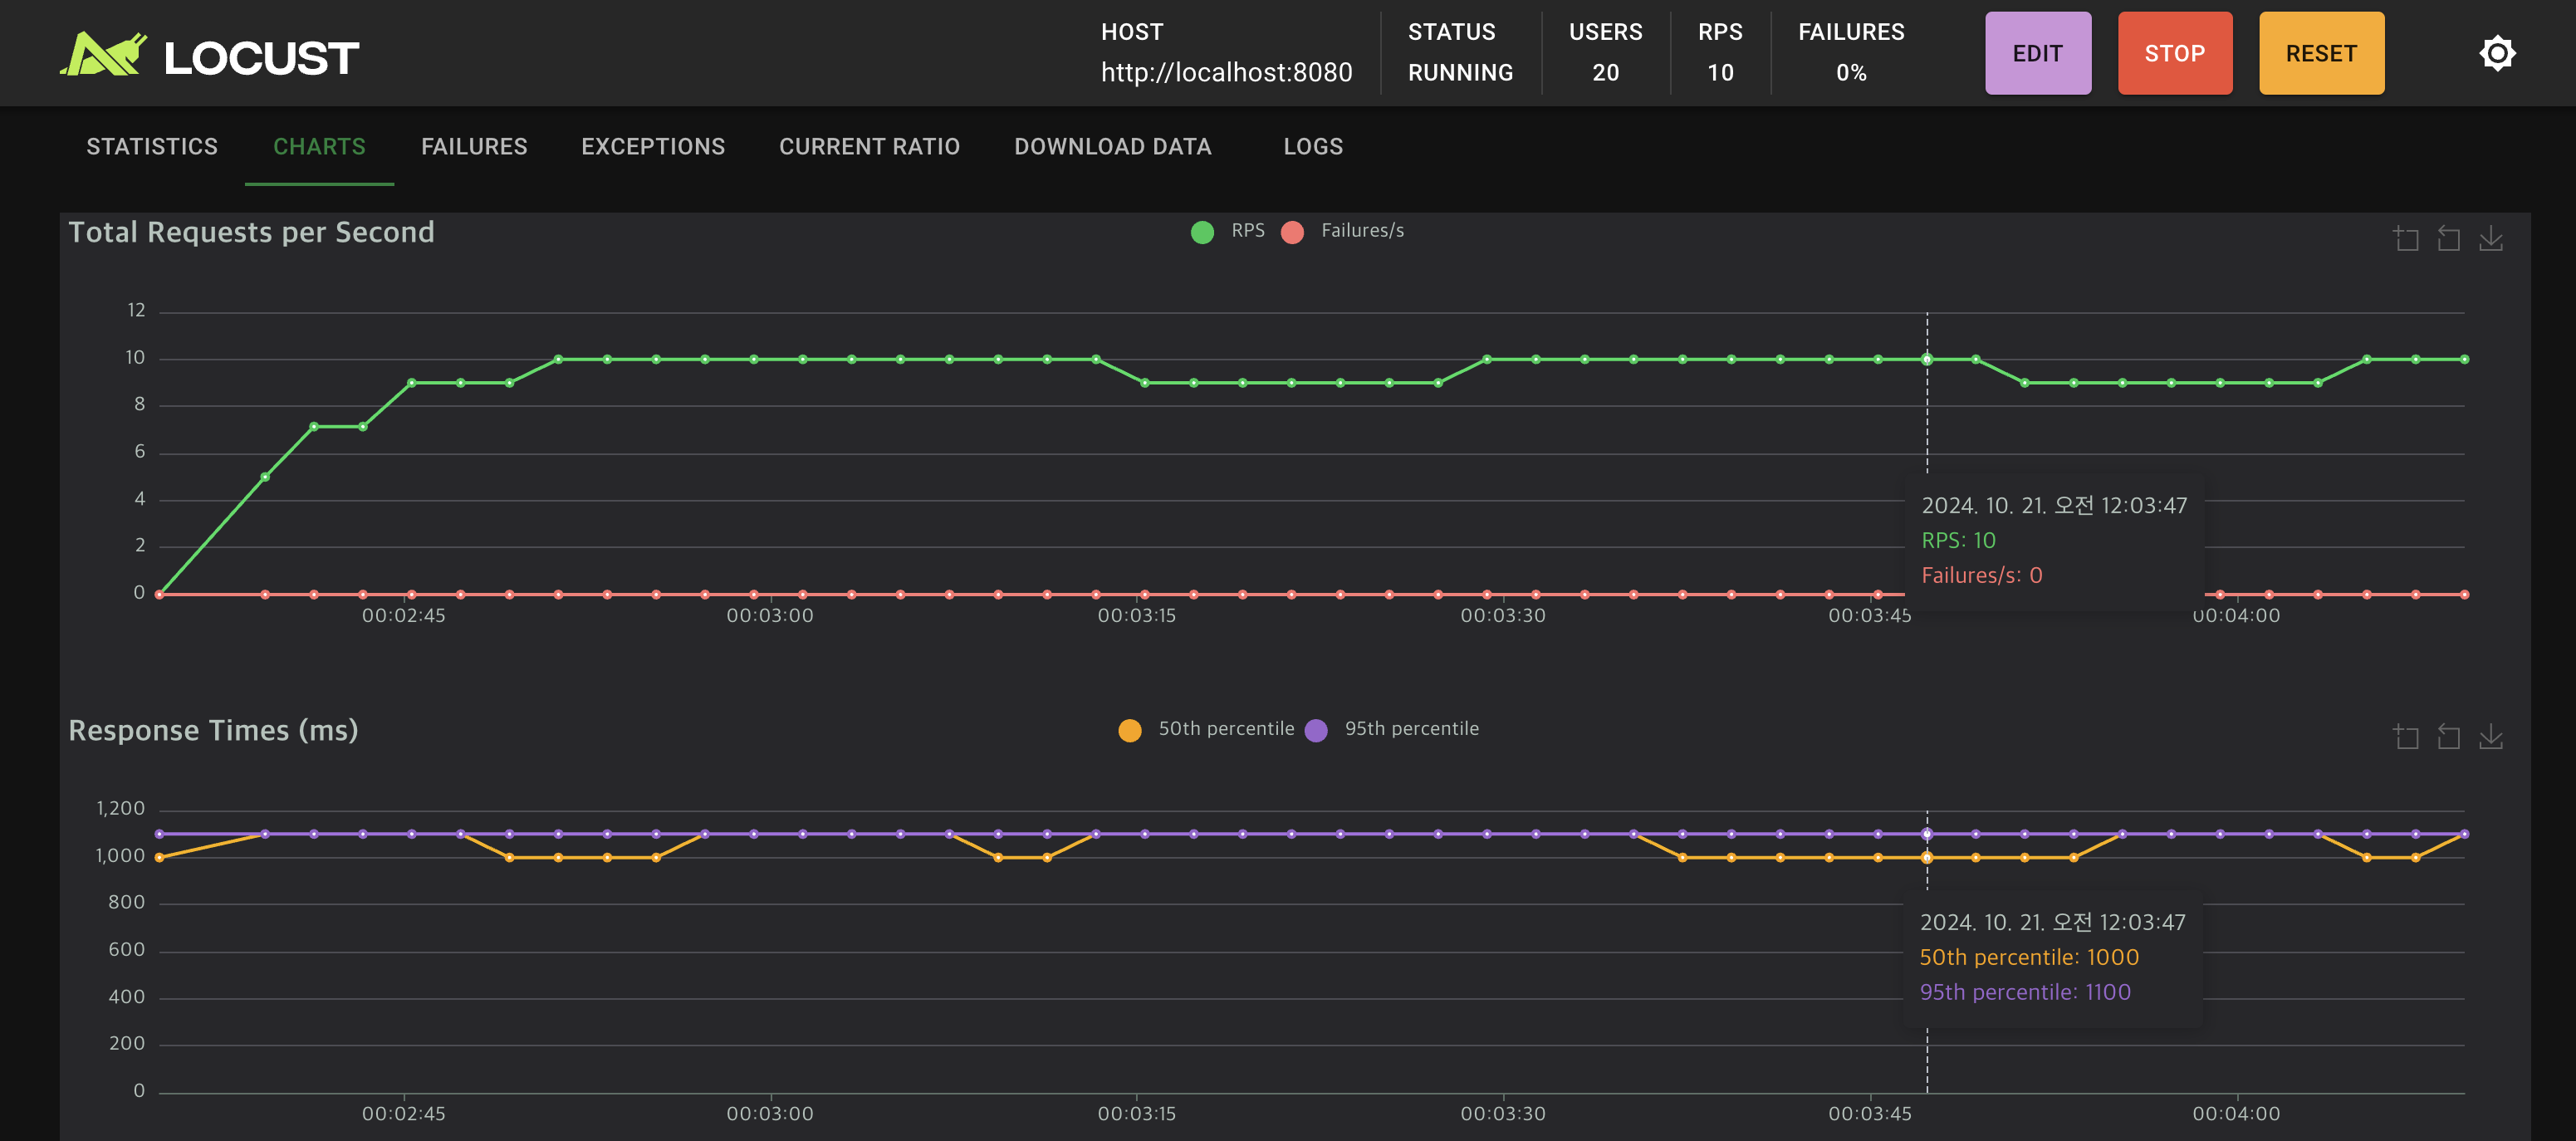 LOCUST
HOST
http://localhost:8080
STATUS
RUNNING
USERS
20
RPS
10
FAILURES
0%
EDIT
STOP
RESET
STATISTICS CHARTS FAILURES EXCEPTIONS CURRENT RATIO DOWNLOAD DATA LOGS
Total Requests per Second
RPS Failures/s
12
10
8
6
4
2
0
2024. 10. 21. 오전 12:03:47
RPS: 10
Failures/s: 0
00:02:45 00:03:00 00:03:15 00:03:30 00:03:45 00:04:00
Response Times (ms)
50th percentile 95th percentile
1,200
1,000
800
600
400
200
0
2024. 10. 21. 오전 12:03:47
50th percentile: 1000
95th percentile: 1100
00:02:45 00:03:00 00:03:15 00:03:30 00:03:45 00:04:00